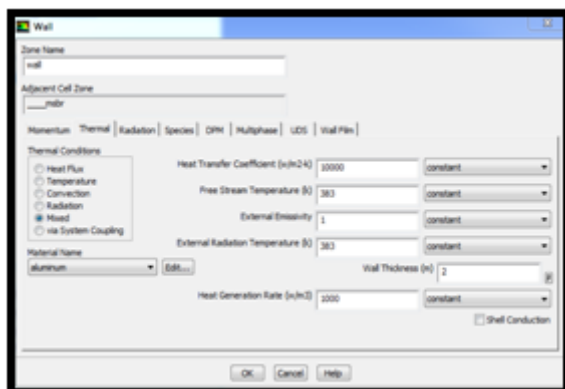 Wall
Zone Name
wall
Adjacent Cell Zone
____msbr
Momentum Thermal Radiation Species DPM Multiphase UDS Wall Film
Thermal Conditions
Heat Flux
Temperature
Convection
Radiation
Mixed
via System Coupling
Heat Transfer Coefficient (w/m2-k) 10000 constant
Free Stream Temperature (k) 383 constant
External Emissivity 1 constant
External Radiation Temperature (k) 383 constant
Material Name
aluminum Edit...
Wall Thickness (m) 2 P
Heat Generation Rate (w/m3) 1000 constant
Shell Conduction
OK Cancel Help